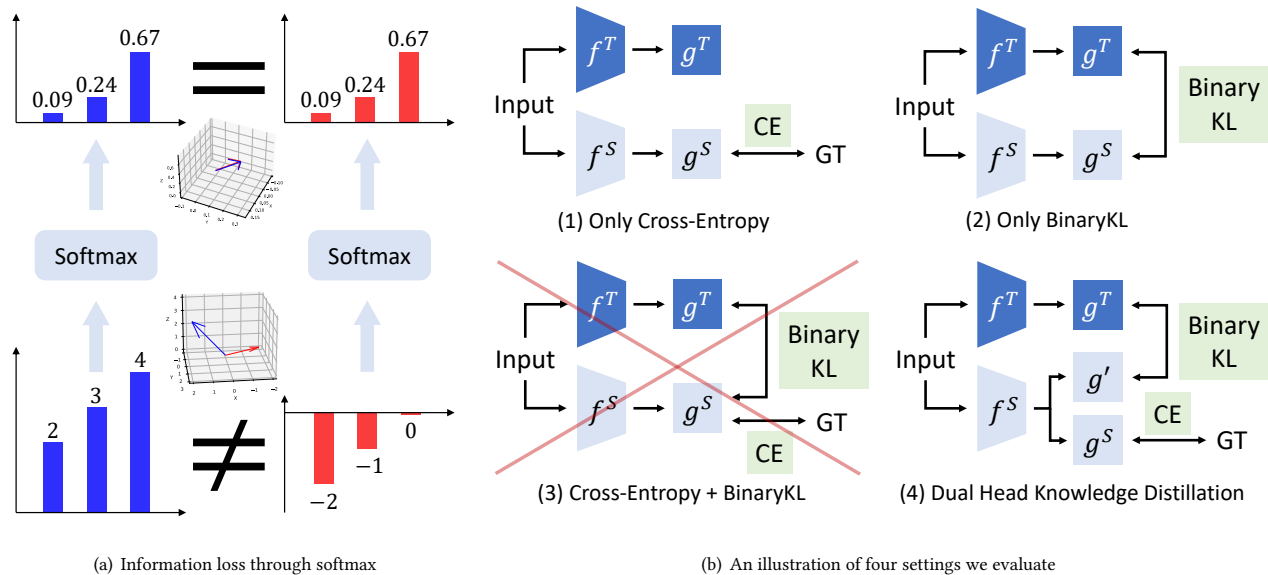 0.09
0.24
0.67
0.09
0.24
0.67
Softmax
Softmax
2
3
4
−2
−1
0
X
Y
Z
X
Y
Z
(a) Information loss through softmax
Input
f^T
g^T
f^S
g^S
CE
GT
(1) Only Cross-Entropy
Input
f^T
g^T
f^S
g^S
Binary
KL
(2) Only BinaryKL
Input
f^T
g^T
f^S
g^S
Binary
KL
CE
GT
(3) Cross-Entropy + BinaryKL
Input
f^T
g^T
f^S
g′
g^S
Binary
KL
CE
GT
(4) Dual Head Knowledge Distillation
(b) An illustration of four settings we evaluate